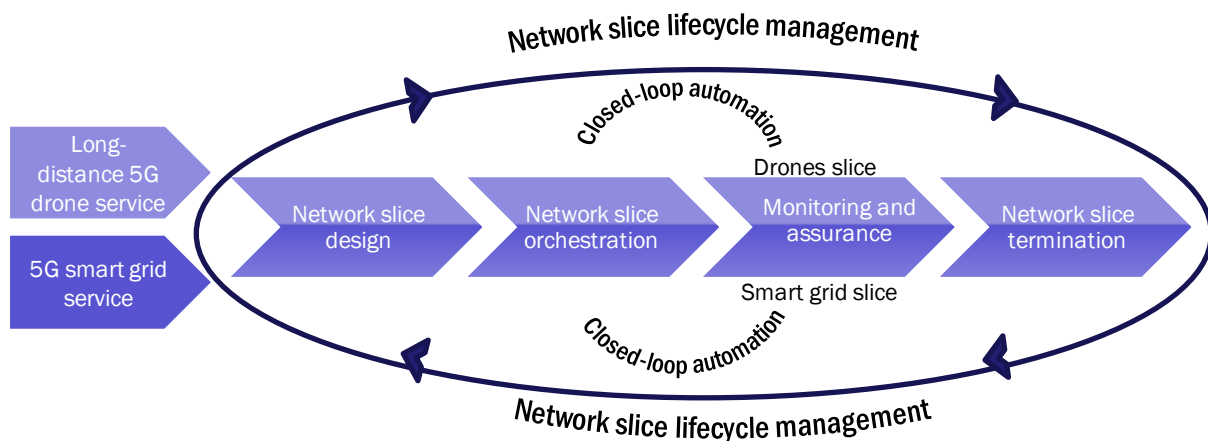 Network slice lifecycle management
Closed-loop automation
Long-
distance 5G
drone service
5G smart grid
service
Drones slice
Network slice
design
Network slice
orchestration
Monitoring and
assurance
Network slice
termination
Smart grid slice
Closed-loop automation
Network slice lifecycle management